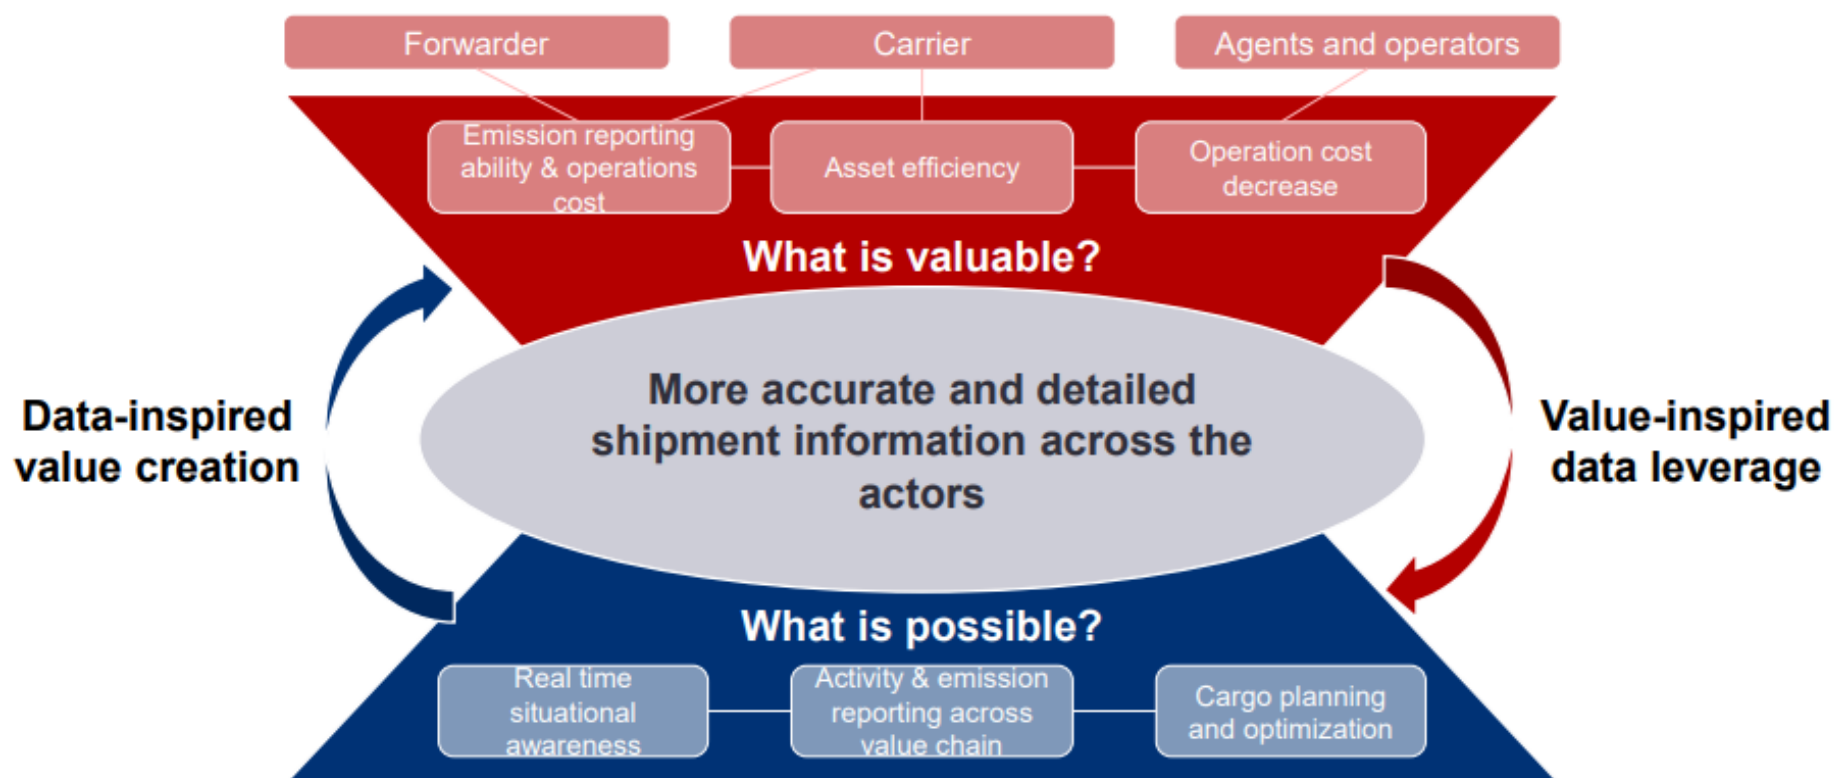 Forwarder
Carrier
Agents and operators
Emission reporting
ability & operations
cost
Asset efficiency
Operation cost
decrease
What is valuable?
Data-inspired
value creation
More accurate and detailed
shipment information across the
actors
Value-inspired
data leverage
What is possible?
Real time
situational
awareness
Activity & emission
reporting across
value chain
Cargo planning
and optimization